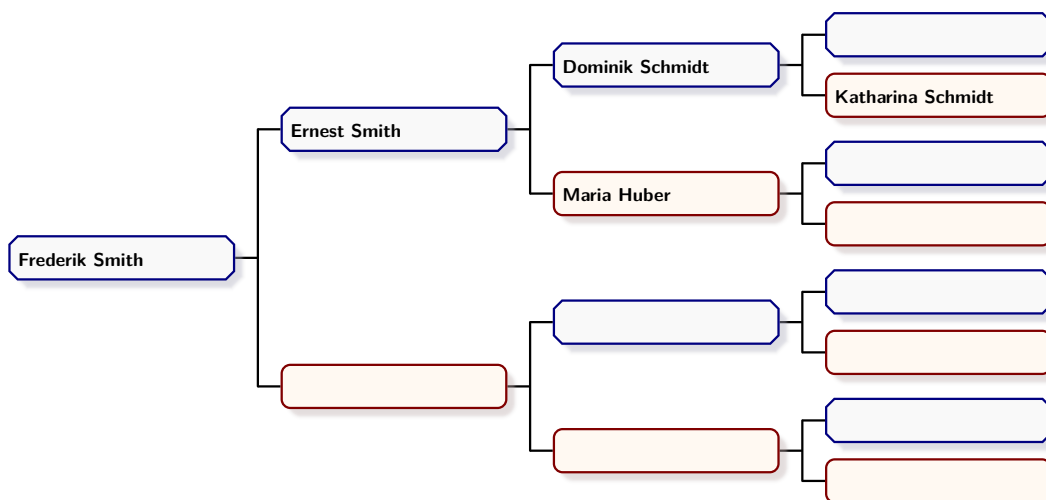 Dominik Schmidt
Katharina Schmidt
Ernest Smith
Maria Huber
Frederik Smith